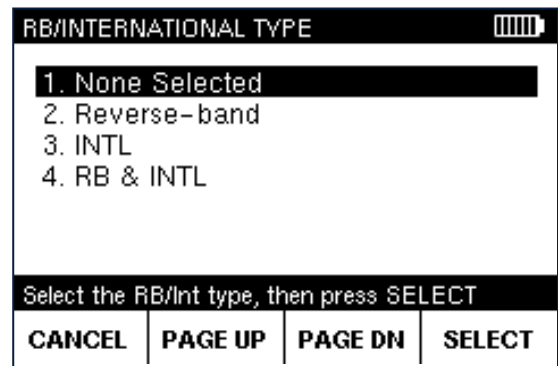 RB/INTERNATIONAL TYPE
1. None Selected
2. Reverse-band
3. INTL
4. RB & INTL
Select the RB/Int type, then press SELECT
CANCEL PAGE UP PAGE DN SELECT